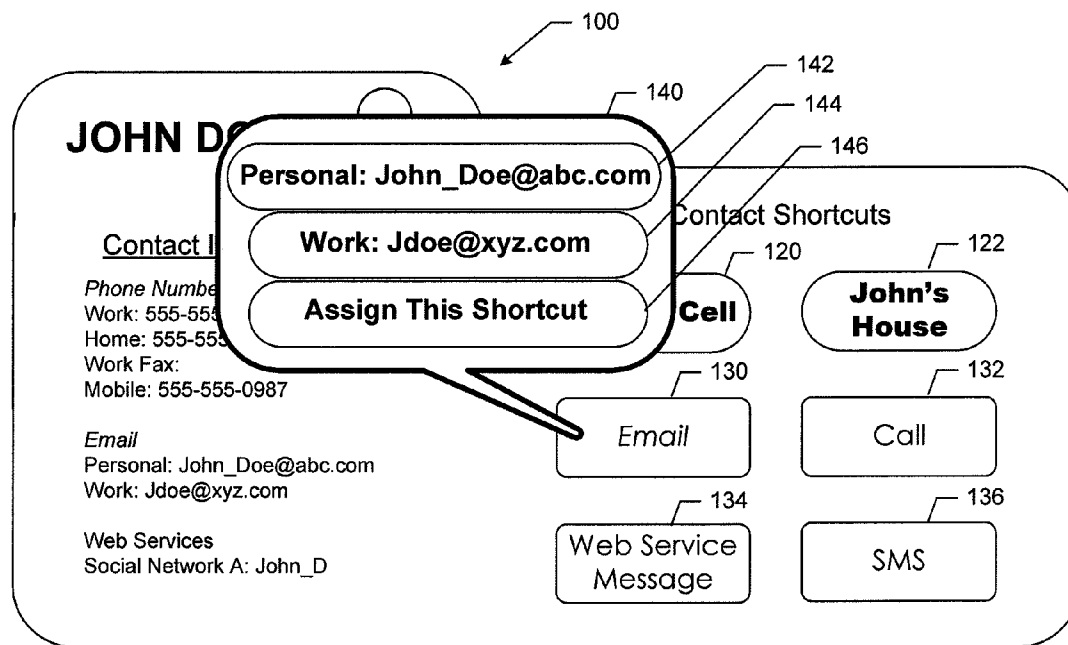 100
142
140
144
146
JOHN D
Personal: John_Doe@abc.com
Work: Jdoe@xyz.com
Assign This Shortcut
Contact Shortcuts
Contact I
120
122
Cell
John's
House
Phone Numbe
Work: 555-555
Home: 555-555
Work Fax:
Mobile: 555-555-0987
130
132
Email
Call
Email
Personal: John_Doe@abc.com
Work: Jdoe@xyz.com
134
136
Web Service
Message
SMS
Web Services
Social Network A: John_D